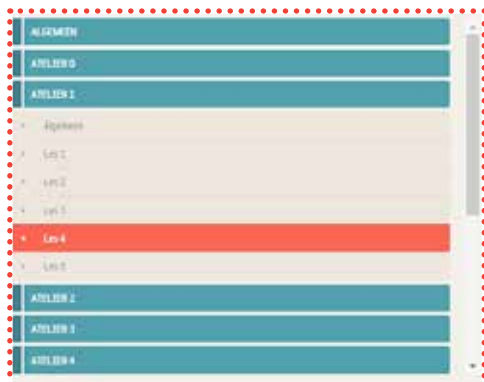 ALGEMEEN
ATELIER 0
ATELIER 1
Algemeen
Les 1
Les 2
Les 3
Les 4
Les 5
ATELIER 2
ATELIER 3
ATELIER 4